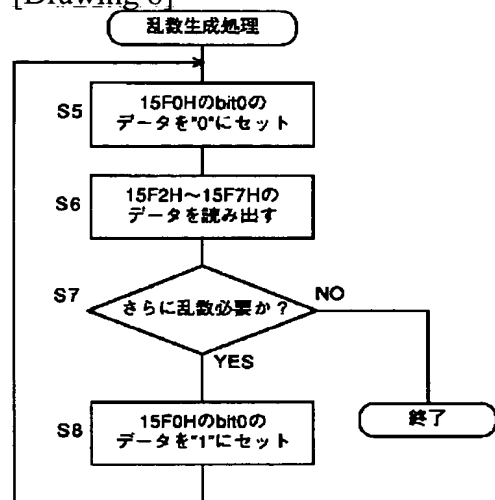 [Drawing 6]
乱数生成処理
S5
15F0Hのbit0の
データを"0"にセット
S6
15F2H～15F7Hの
データを読み出す
S7
さらに乱数必要か？
NO
YES
S8
15F0Hのbit0の
データを"1"にセット
終了